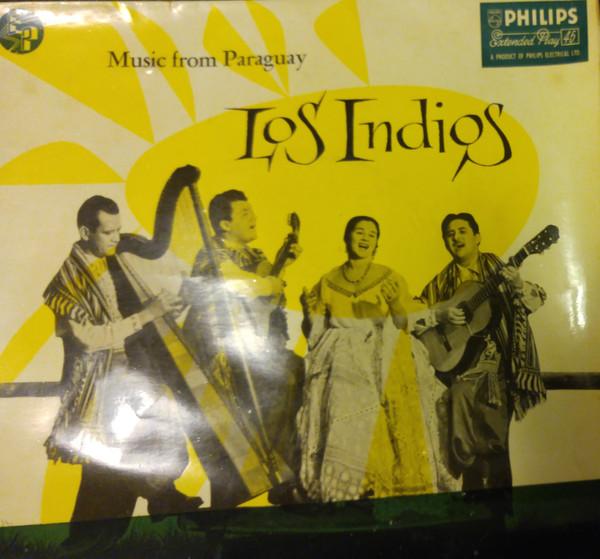 Music from Paraguay
Los Indios
PHILIPS
Extended Play 45
A PRODUCT OF PHILIPS ELECTRICAL LTD